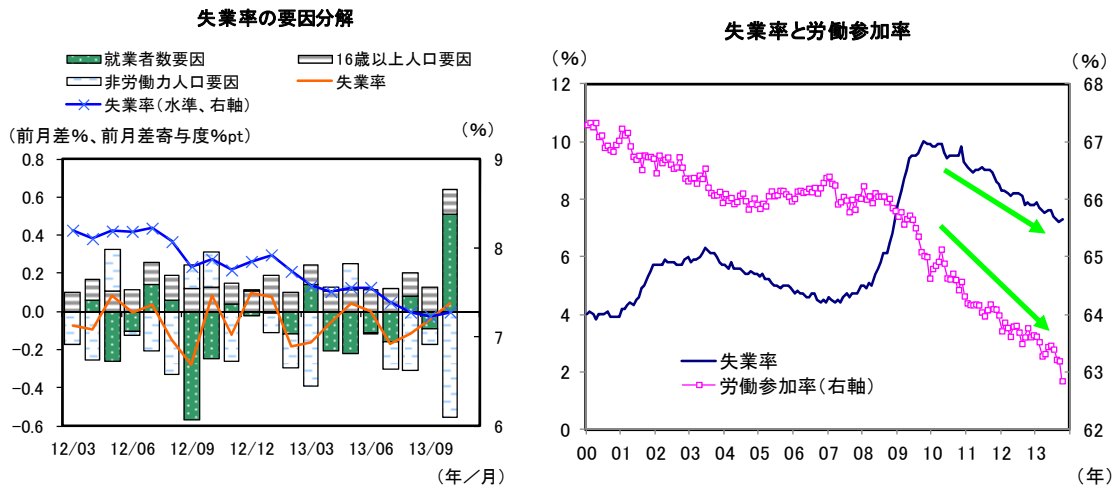 失業率の要因分解
就業者数要因
16歳以上人口要因
非労働力人口要因
失業率
失業率(水準、右軸)
(前月差%、前月差寄与度%pt)
(%)
0.8
0.6
0.4
0.2
0.0
−0.2
−0.4
−0.6
9
8
7
6
12/03 12/06 12/09 12/12 13/03 13/06 13/09
(年/月)
失業率と労働参加率
(%)
(%)
12
10
8
6
4
2
0
68
67
66
65
64
63
62
失業率
労働参加率(右軸)
00 01 02 03 04 05 06 07 08 09 10 11 12 13
(年)